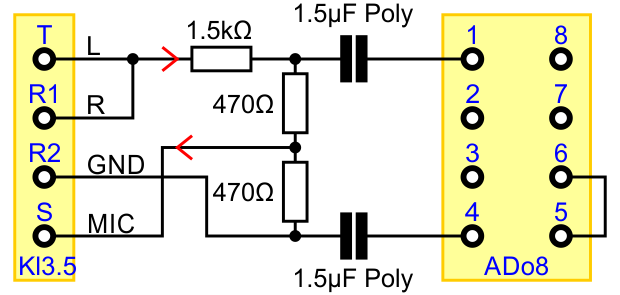 1.5µF Poly
T
L
1.5kΩ
1
8
R1
R
470Ω
2
7
R2
GND
470Ω
3
6
S
MIC
4
5
Kl3.5
ADo8
1.5µF Poly